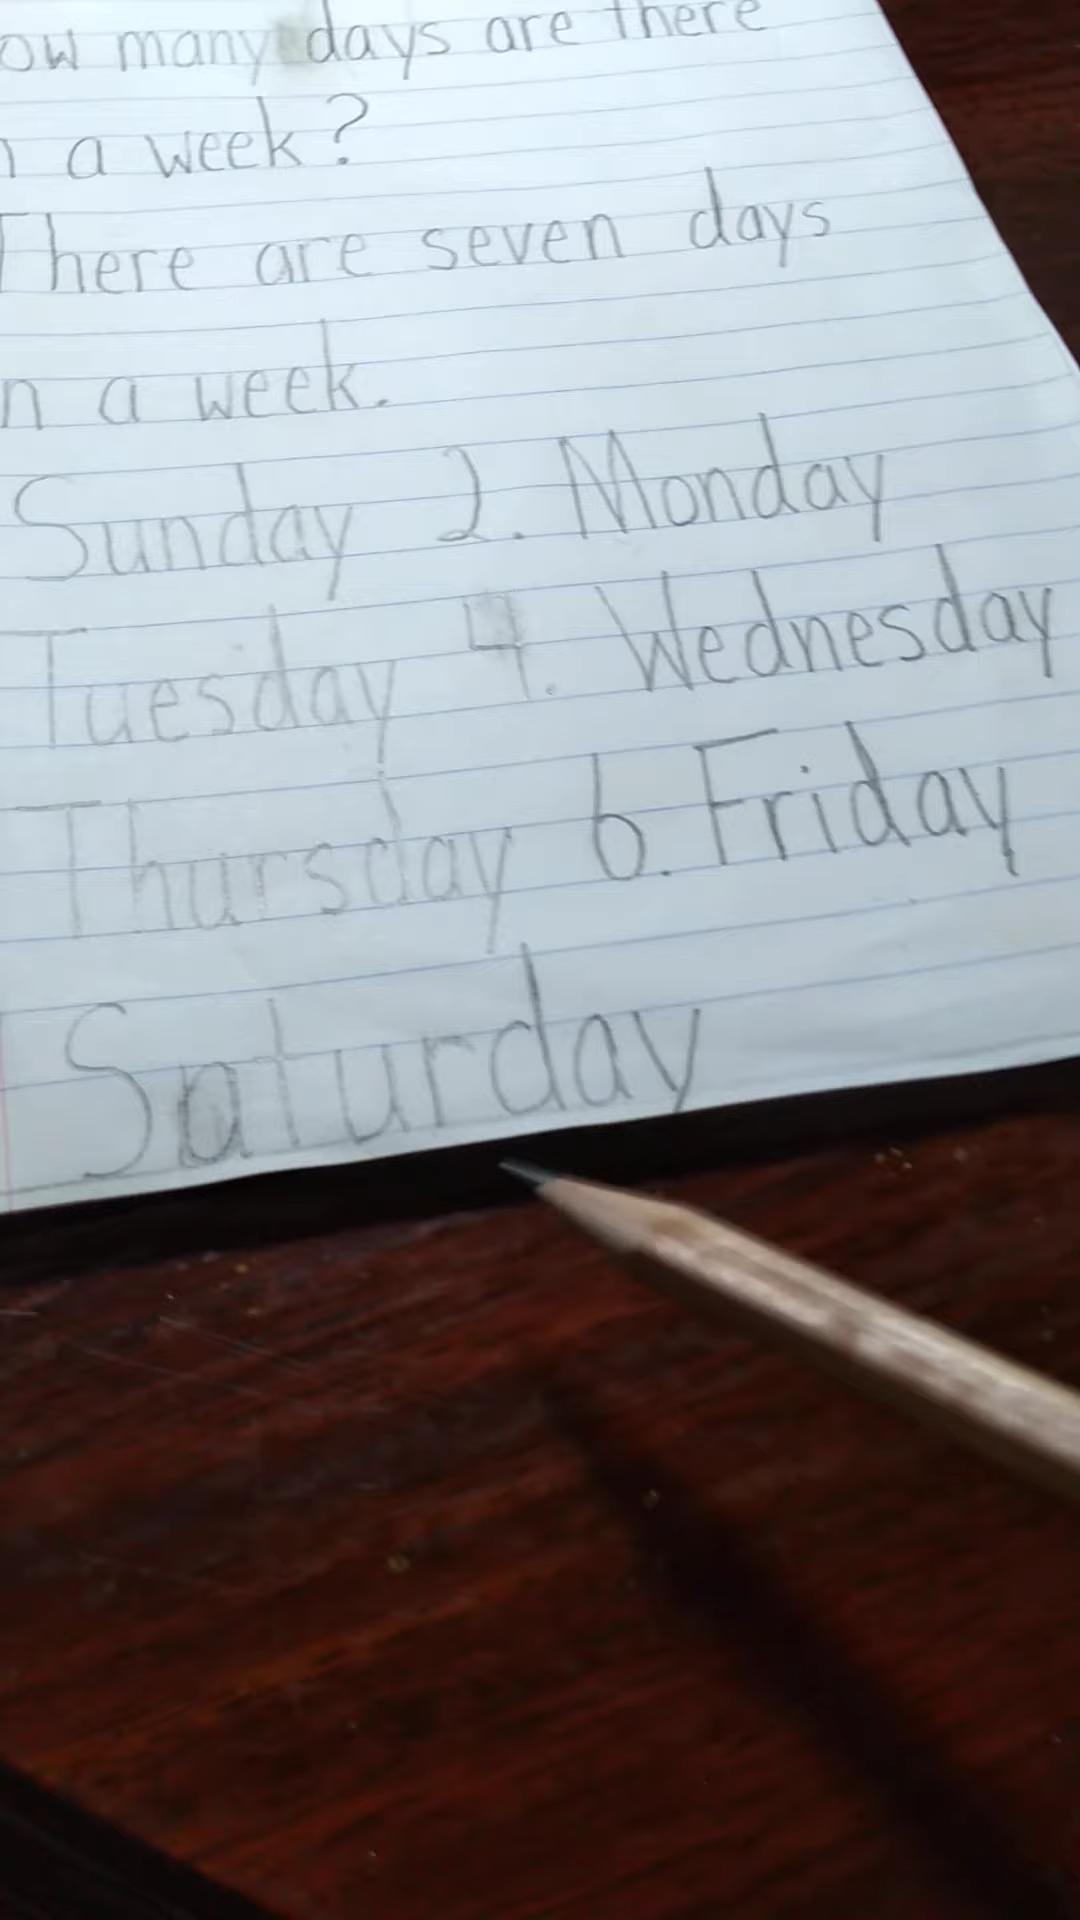 ow many days are there
a week?
There are seven days
n a week.
Sunday 2. Monday
Tuesday 4. Wednesday
Thursday 6. Friday
Saturday